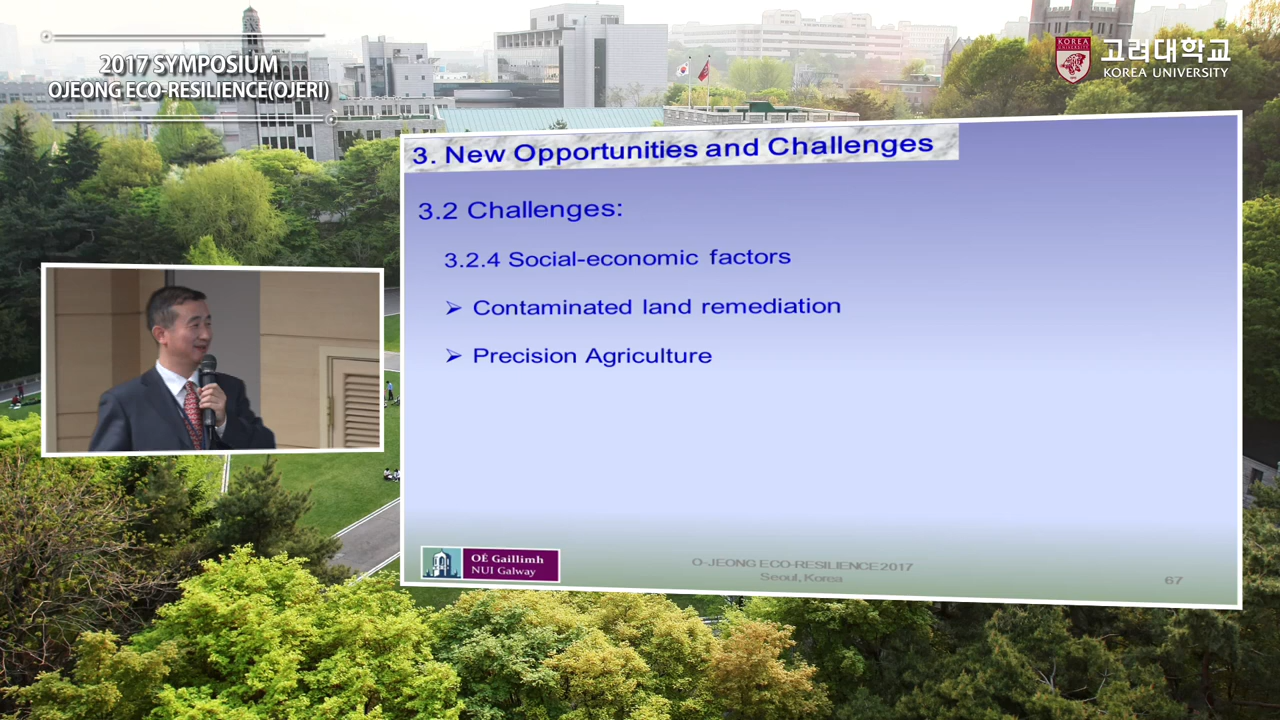 2017 SYMPOSIUM
OJEONG ECO-RESILIENCE(OJERI)
KOREA
UNIVERSITY
고려대학교
KOREA UNIVERSITY
3. New Opportunities and Challenges
3.2 Challenges:
3.2.4 Social-economic factors
➢ Contaminated land remediation
➢ Precision Agriculture
OÉ Gaillimh
NUI Galway
O-JEONG ECO-RESILIENCE 2017
Seoul, Korea
67